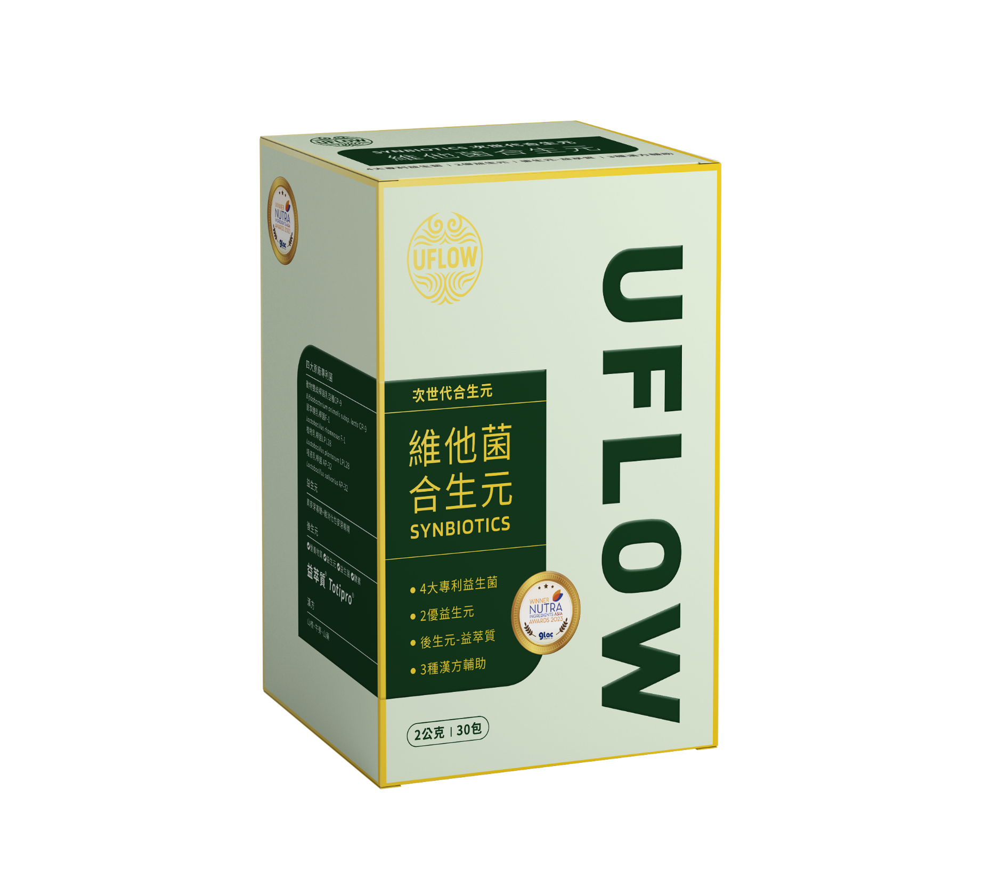 UFLOW
SYNBIOTICS 次世代合生元
維他菌合生元
4大專利益生菌 | 2優益生元 | 後生元-益萃質 | 3種漢方輔助
WINNER
NUTRA
INGREDIENTS ASIA
AWARDS 2023
glac
四大原廠專利菌
動物雙歧桿菌乳亞種CP-9
Bifidobacterium animalis subsp. lactis CP-9
鼠李糖乳桿菌F-1
Lactobacillus rhamnosus F-1
植物乳桿菌LPL28
Lactobacillus plantarum LPL28
唾液乳桿菌 AP-32
Lactobacillus salivarius AP-32
益生元
異麥芽寡醣+難消化性麥芽糊精
後生元
營養物質 益生元 益生菌 酵素
益萃質® Totipro®
漢方
UFLOW
次世代合生元
維他菌
合生元
SYNBIOTICS
• 4大專利益生菌
• 2優益生元
• 後生元-益萃質
• 3種漢方輔助
WINNER
NUTRA
INGREDIENTS ASIA
AWARDS 2023
glac
2公克 | 30包
UFLOW